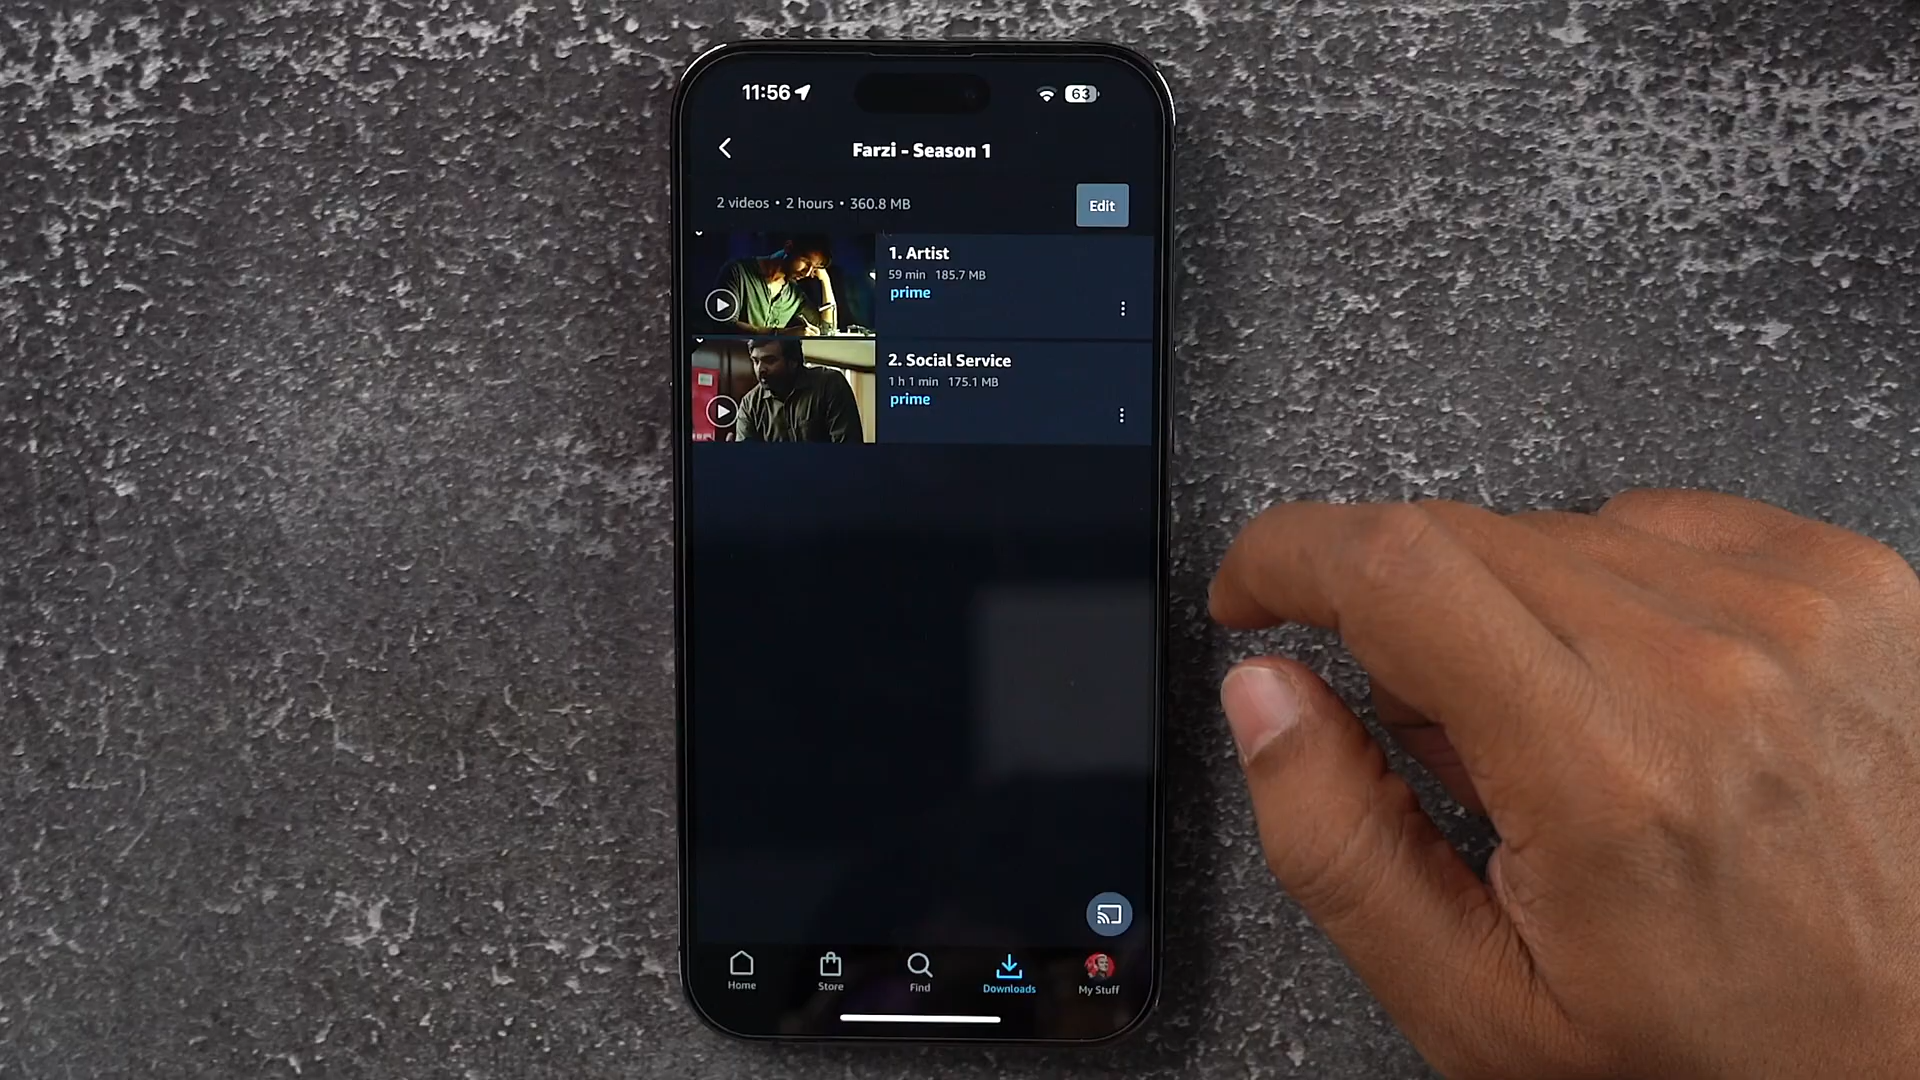 11:56
63
Farzi - Season 1
2 videos • 2 hours • 360.8 MB
Edit
1. Artist
59 min 185.7 MB
prime
2. Social Service
1 h 1 min 175.1 MB
prime
Home
Store
Find
Downloads
My Stuff